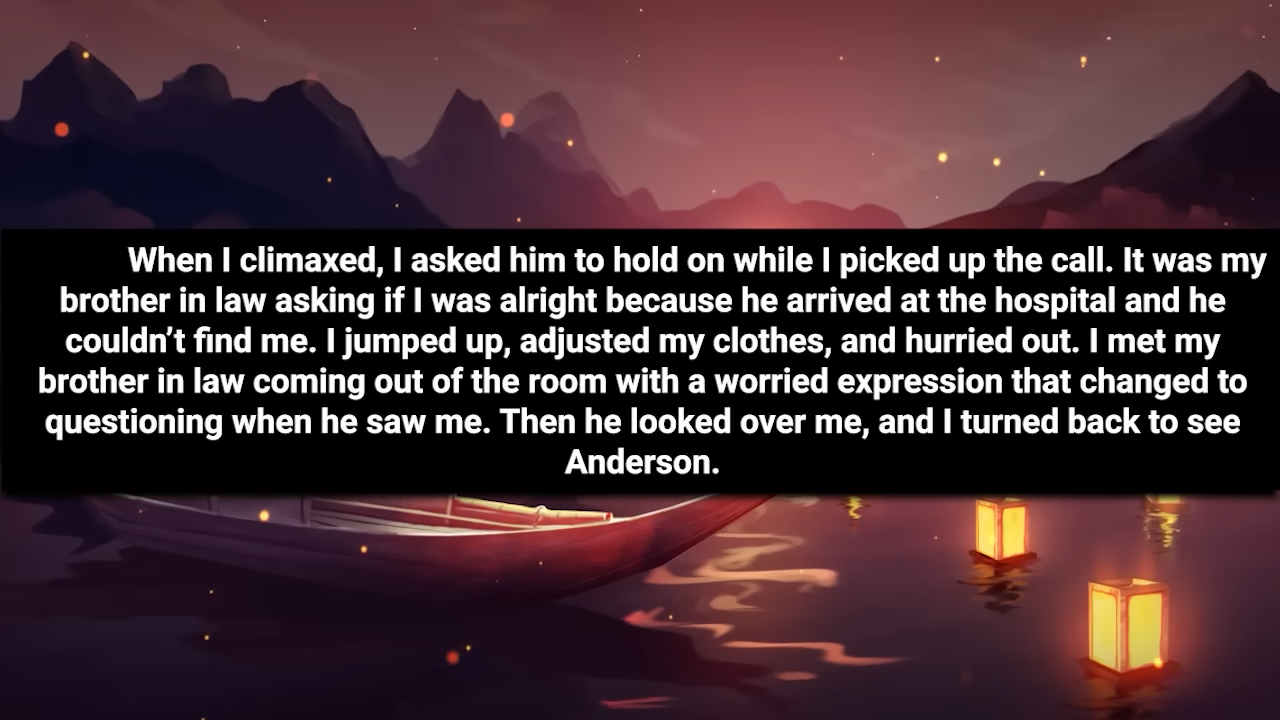 When I climaxed, I asked him to hold on while I picked up the call. It was my
brother in law asking if I was alright because he arrived at the hospital and he
couldn’t find me. I jumped up, adjusted my clothes, and hurried out. I met my
brother in law coming out of the room with a worried expression that changed to
questioning when he saw me. Then he looked over me, and I turned back to see
Anderson.